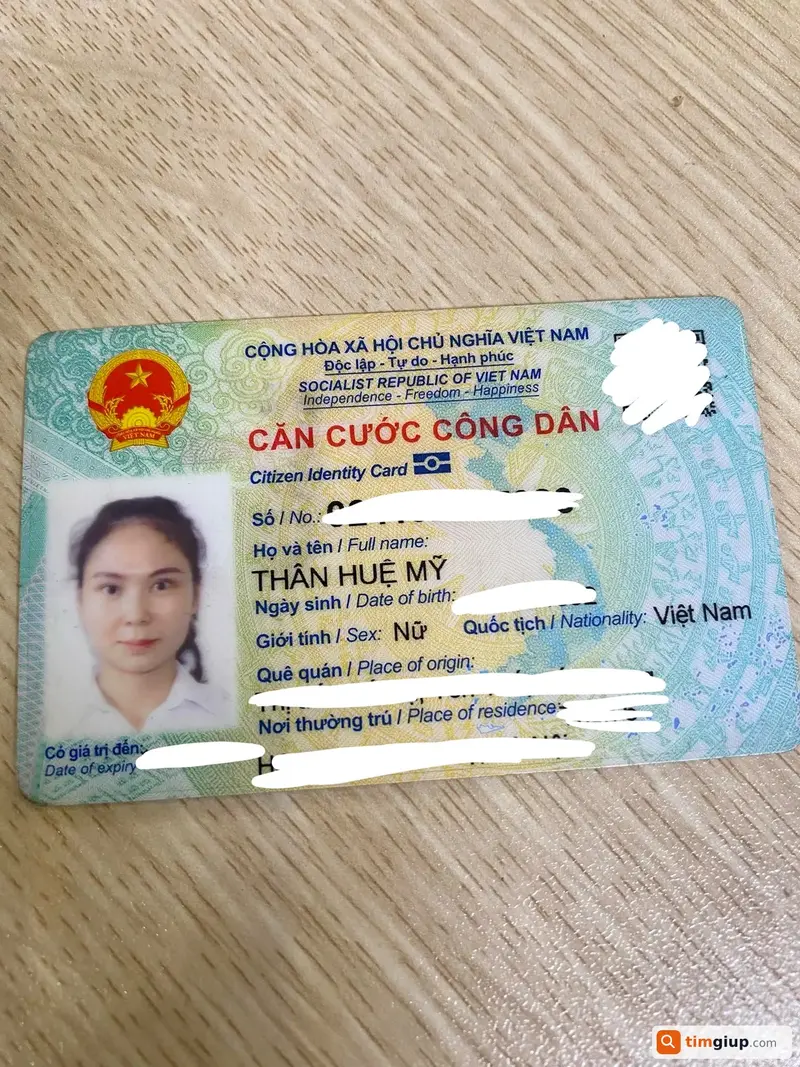 CỘNG HÒA XÃ HỘI CHỦ NGHĨA VIỆT NAM
Độc lập - Tự do - Hạnh phúc
SOCIALIST REPUBLIC OF VIET NAM
Independence - Freedom - Happiness
CĂN CƯỚC CÔNG DÂN
Citizen Identity Card
Số / No.:
Họ và tên / Full name:
THÂN HUỆ MỸ
Ngày sinh / Date of birth:
Giới tính / Sex: Nữ Quốc tịch / Nationality: Việt Nam
Quê quán / Place of origin:
Nơi thường trú / Place of residence:
Có giá trị đến:
Date of expiry
VIỆT NAM
timgiup.com